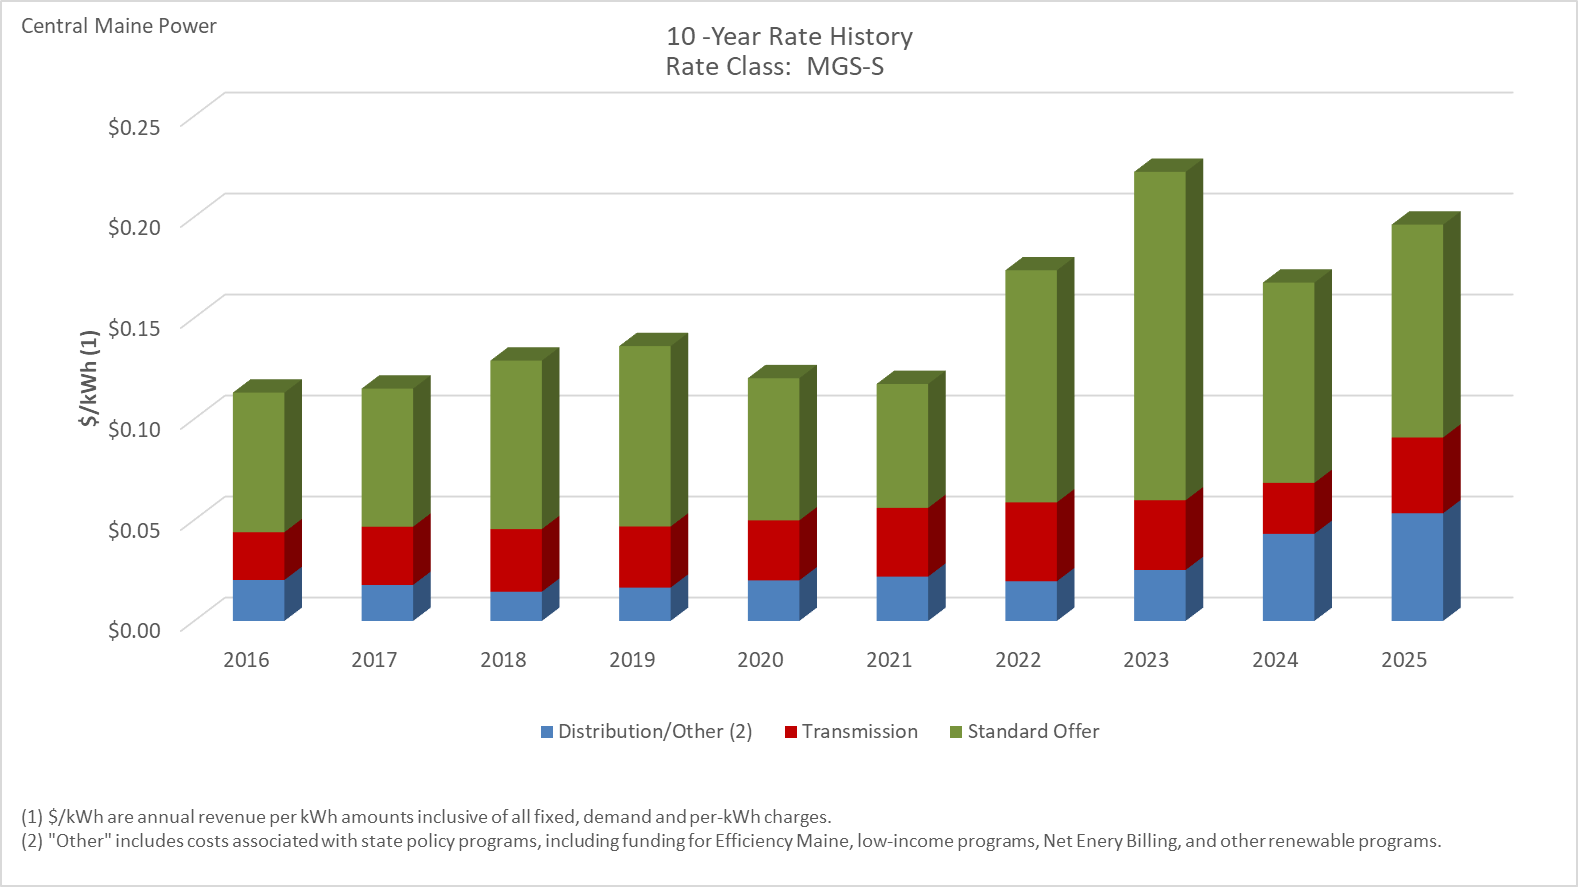 Central Maine Power
10 -Year Rate History
Rate Class:  MGS-S
$0.25
$0.20
$0.15
$0.10
$0.05
$0.00
$/kWh (1)
2016 2017 2018 2019 2020 2021 2022 2023 2024 2025
Distribution/Other (2) Transmission Standard Offer
(1) $/kWh are annual revenue per kWh amounts inclusive of all fixed, demand and per-kWh charges.
(2) "Other" includes costs associated with state policy programs, including funding for Efficiency Maine, low-income programs, Net Enery Billing, and other renewable programs.